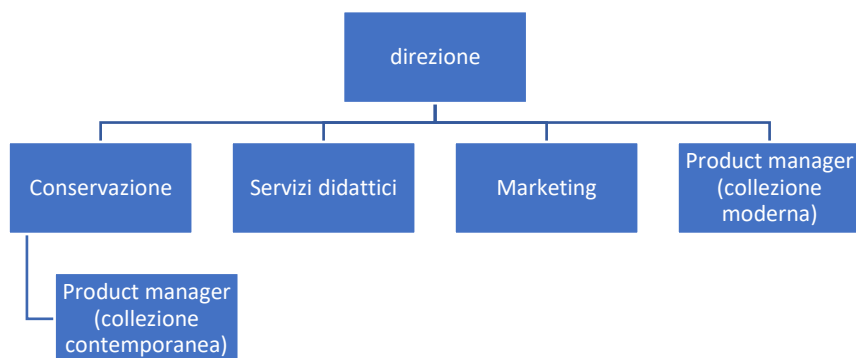 direzione
Conservazione
Servizi didattici
Marketing
Product manager
(collezione
moderna)
Product manager
(collezione
contemporanea)